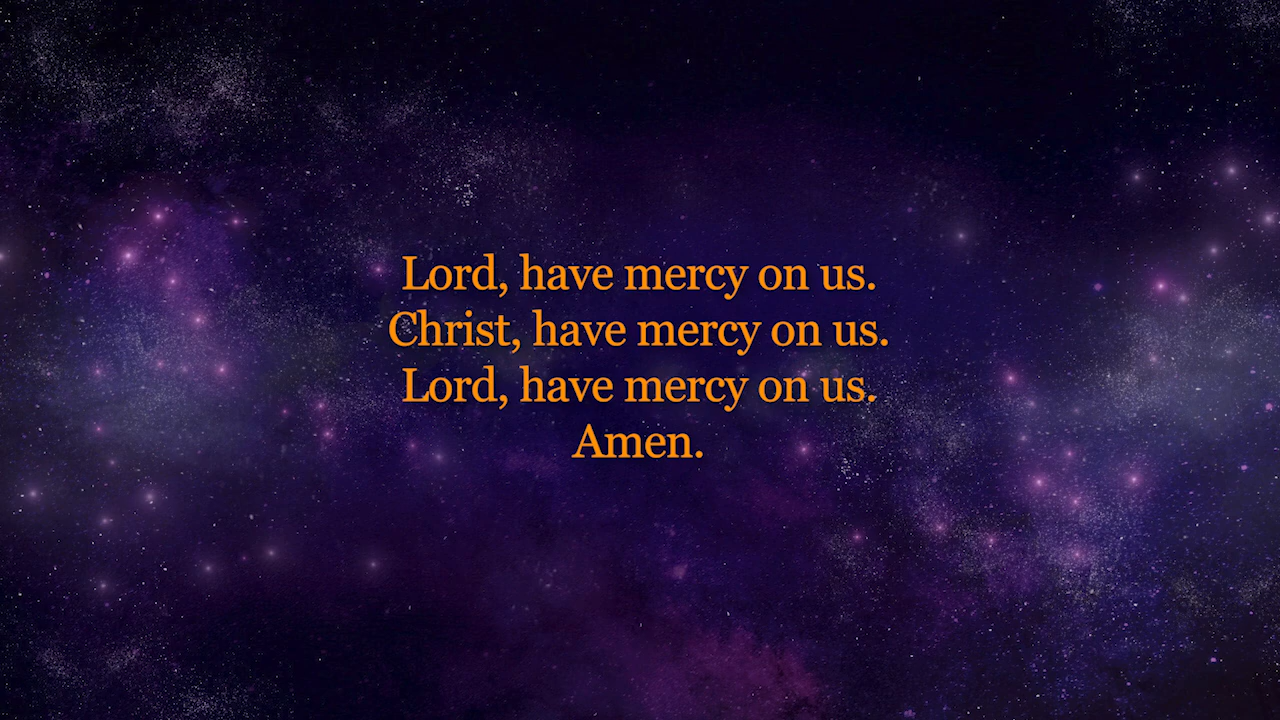 Lord, have mercy on us.
Christ, have mercy on us.
Lord, have mercy on us.
Amen.